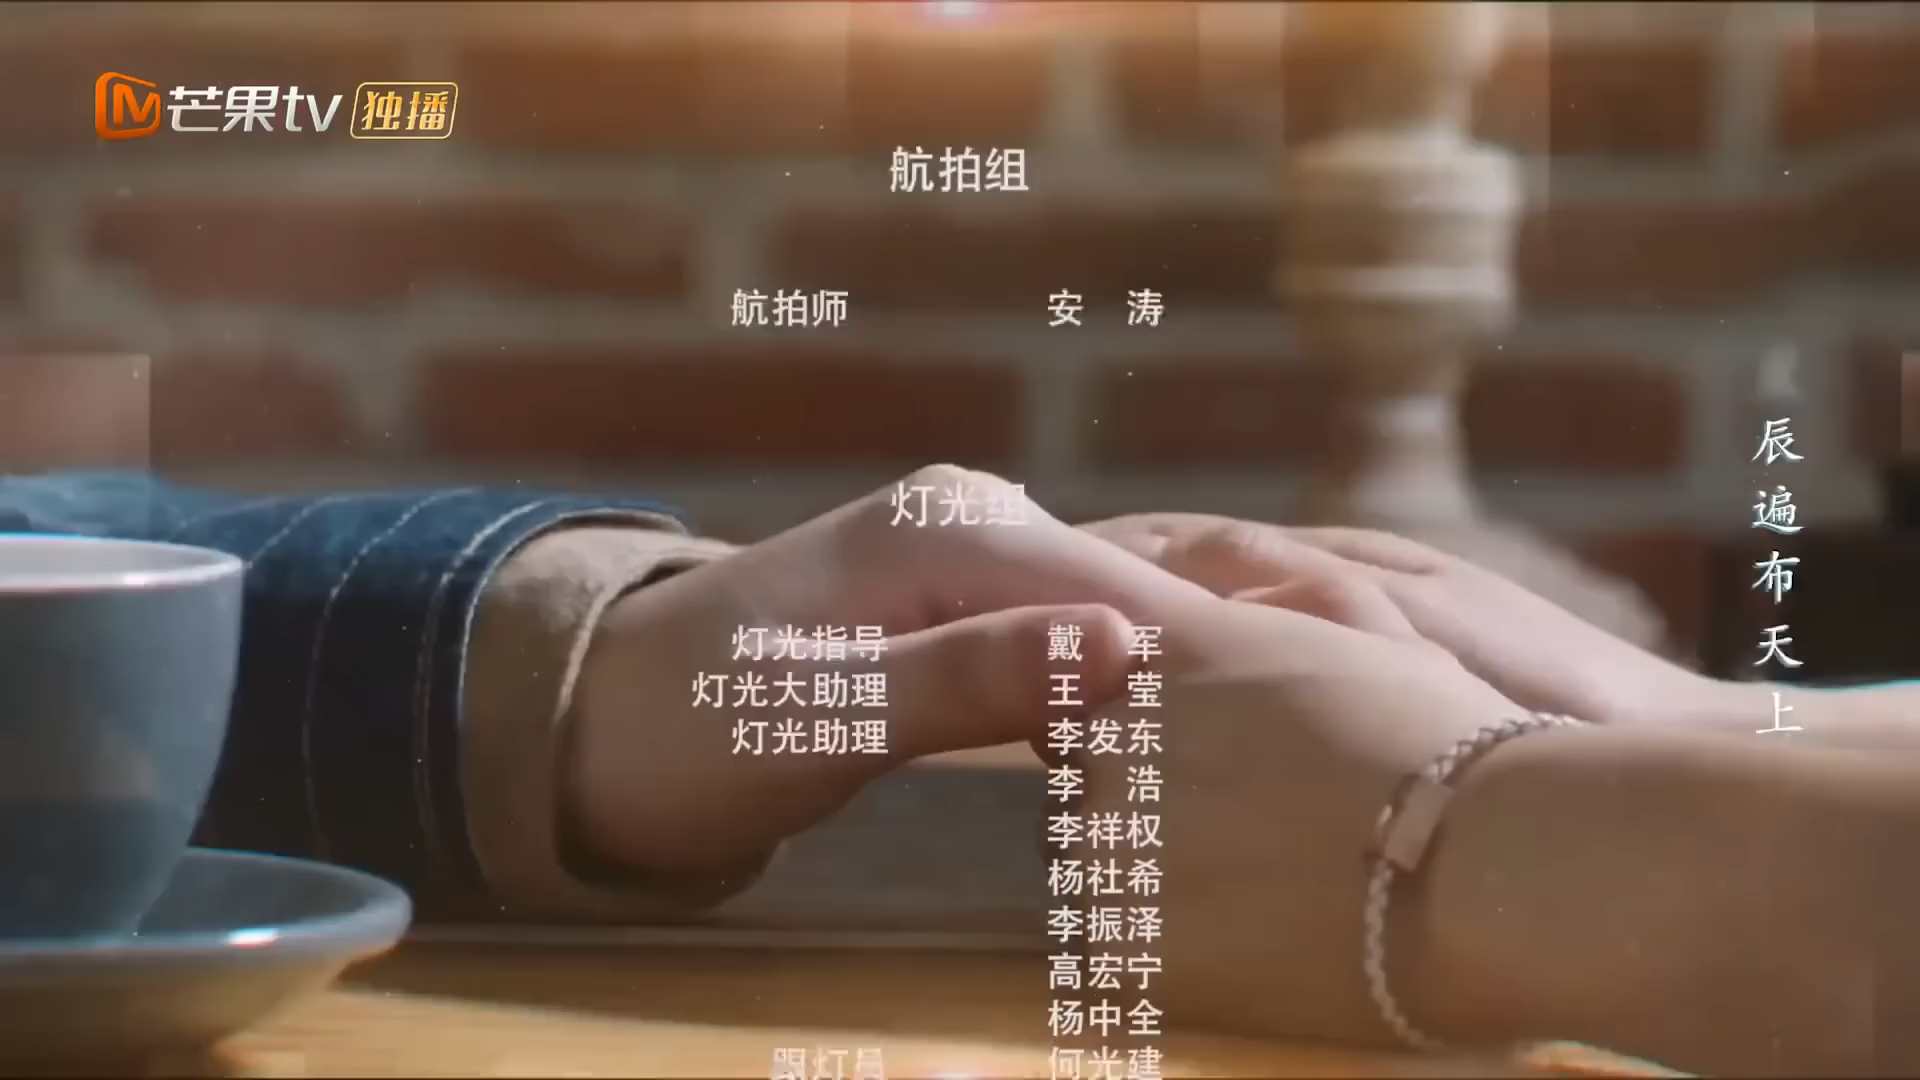 芒果tv 独播
航拍组
航拍师 安 涛
灯光组
灯光指导 戴 军
灯光大助理 王 莹
灯光助理 李发东
李 浩
李祥权
杨社希
李振泽
高宏宁
杨中全
跟灯员 何光建
辰遍布天上